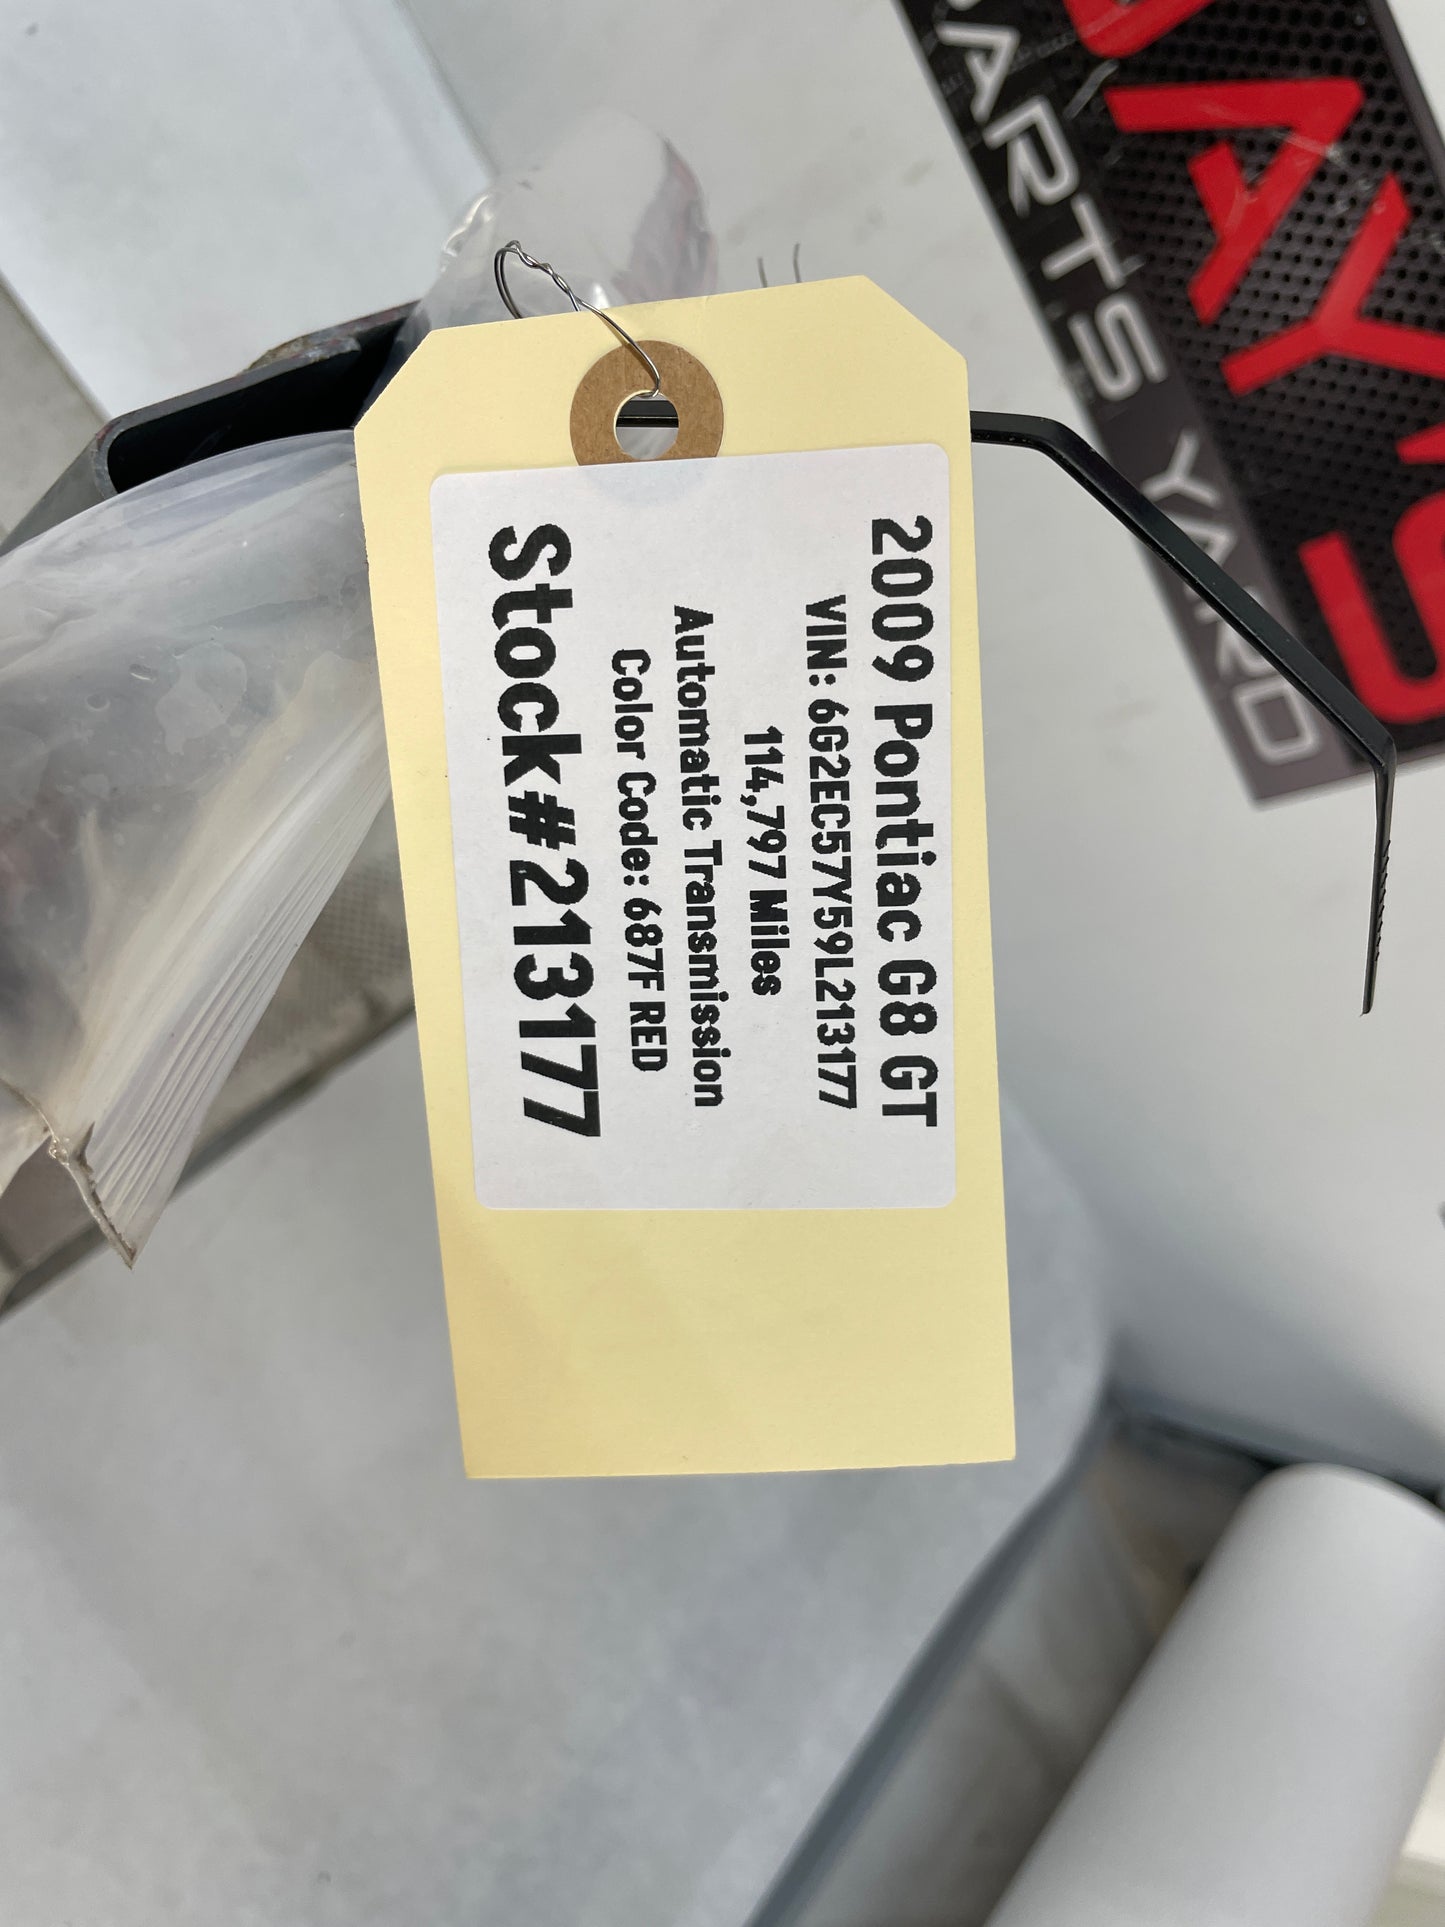 2009 Pontiac G8 GT
VIN: 6G2EC57Y59L213177
114,797 Miles
Automatic Transmission
Color Code: 687F RED
Stock#213177
PARTS YARD